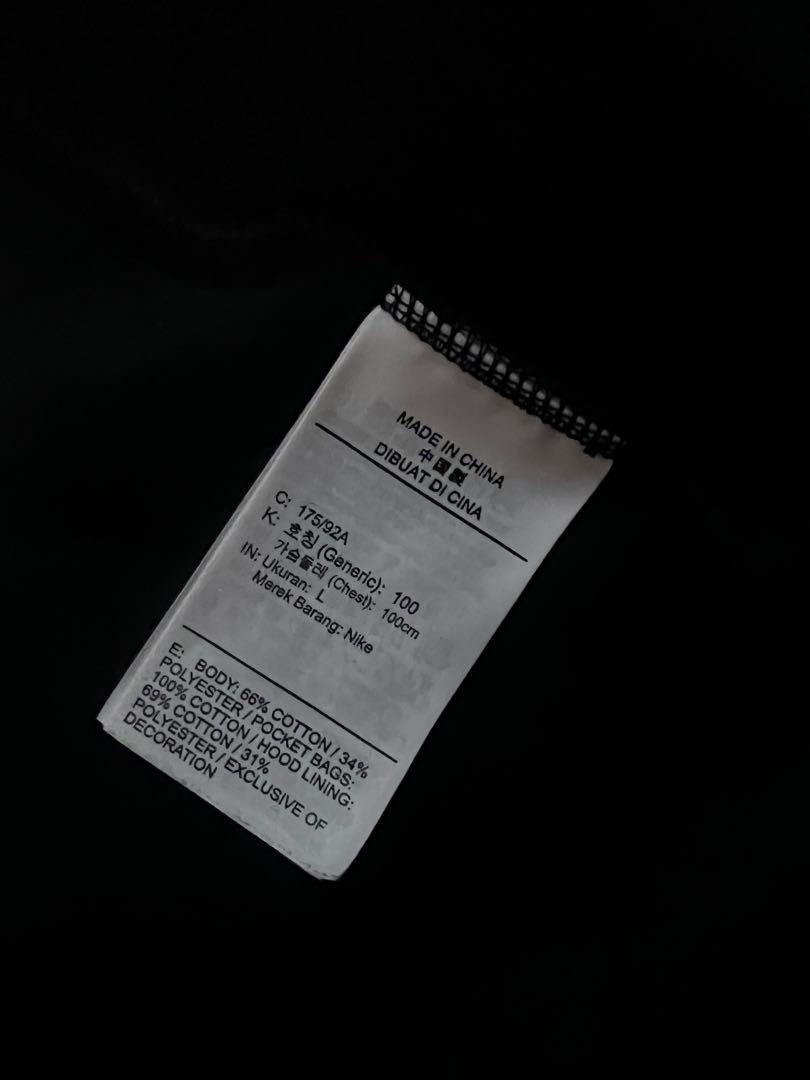 MADE IN CHINA
中国製
DIBUAT DI CINA
C: 175/92A
K: 호칭 (Generic): 100
가슴둘레 (Chest): 100cm
IN: Ukuran: L
Merek Barang: Nike
E: BODY: 66% COTTON / 34%
POLYESTER / POCKET BAGS:
100% COTTON / HOOD LINING:
69% COTTON / 31%
POLYESTER / EXCLUSIVE OF
DECORATION